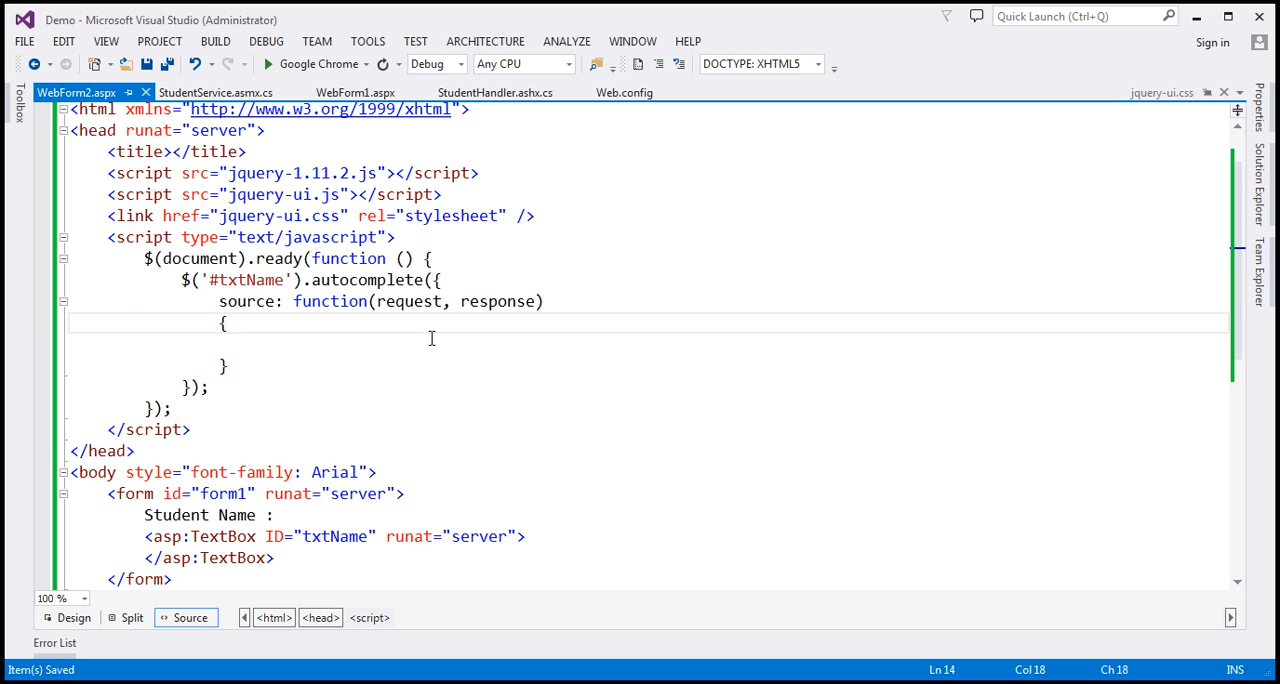 Demo - Microsoft Visual Studio (Administrator)
Quick Launch (Ctrl+Q)
FILE EDIT VIEW PROJECT BUILD DEBUG TEAM TOOLS TEST ARCHITECTURE ANALYZE WINDOW HELP
Sign in
Google Chrome Debug Any CPU DOCTYPE: XHTML5
WebForm2.aspx StudentService.asmx.cs WebForm1.aspx StudentHandler.ashx.cs Web.config jquery-ui.css
Toolbox
Properties
Solution Explorer
Team Explorer
<html xmlns="http://www.w3.org/1999/xhtml">
<head runat="server">
<title></title>
<script src="jquery-1.11.2.js"></script>
<script src="jquery-ui.js"></script>
<link href="jquery-ui.css" rel="stylesheet" />
<script type="text/javascript">
$(document).ready(function () {
$('#txtName').autocomplete({
source: function(request, response)
{
}
});
});
</script>
</head>
<body style="font-family: Arial">
<form id="form1" runat="server">
Student Name :
<asp:TextBox ID="txtName" runat="server">
</asp:TextBox>
</form>
100 %
Design Split Source <html> <head> <script>
Error List
Item(s) Saved Ln 14 Col 18 Ch 18 INS